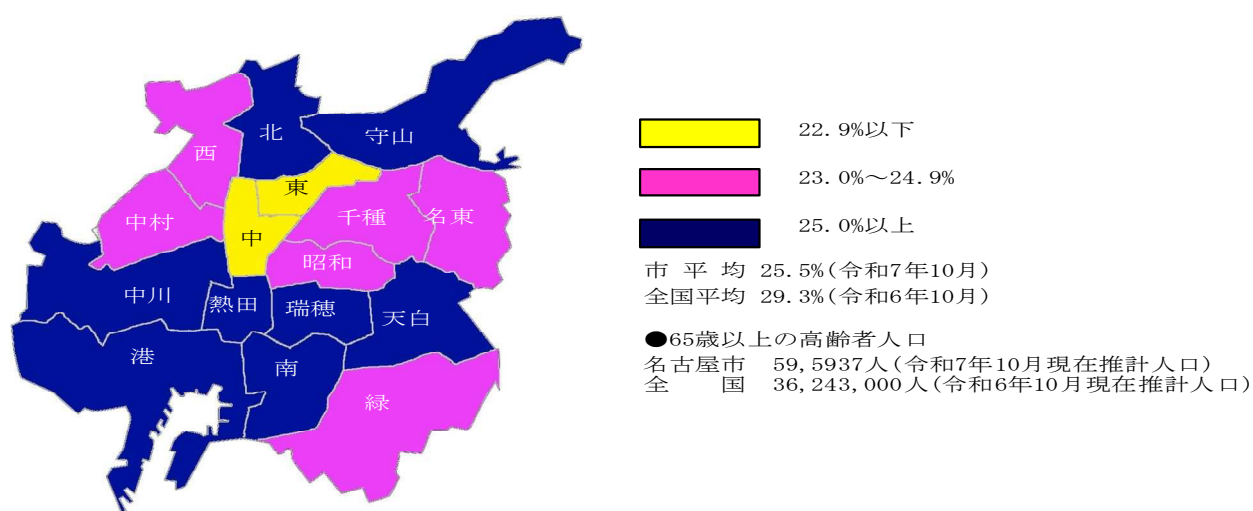 北
守山
西
東
中村
千種
名東
中
昭和
中川
熱田
瑞穂
天白
港
南
緑
22.9%以下
23.0%～24.9%
25.0%以上
市 平 均 25.5%(令和7年10月)
全国平均 29.3%(令和6年10月)
●65歳以上の高齢者人口
名古屋市 59,5937人(令和7年10月現在推計人口)
全 国 36,243,000人(令和6年10月現在推計人口)